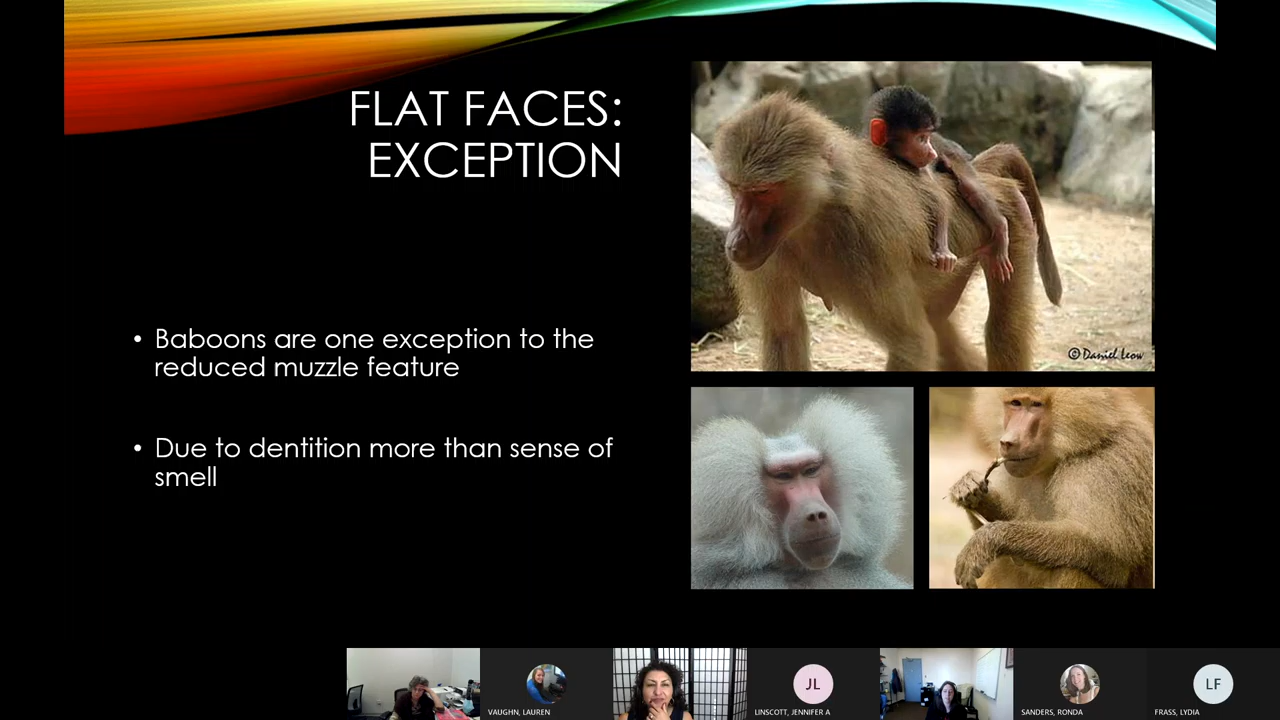 FLAT FACES:
EXCEPTION
• Baboons are one exception to the
reduced muzzle feature
• Due to dentition more than sense of
smell
© Daniel Leow
VAUGHN, LAUREN
JL
LINSCOTT, JENNIFER A
SANDERS, RONDA
LF
FRASS, LYDIA